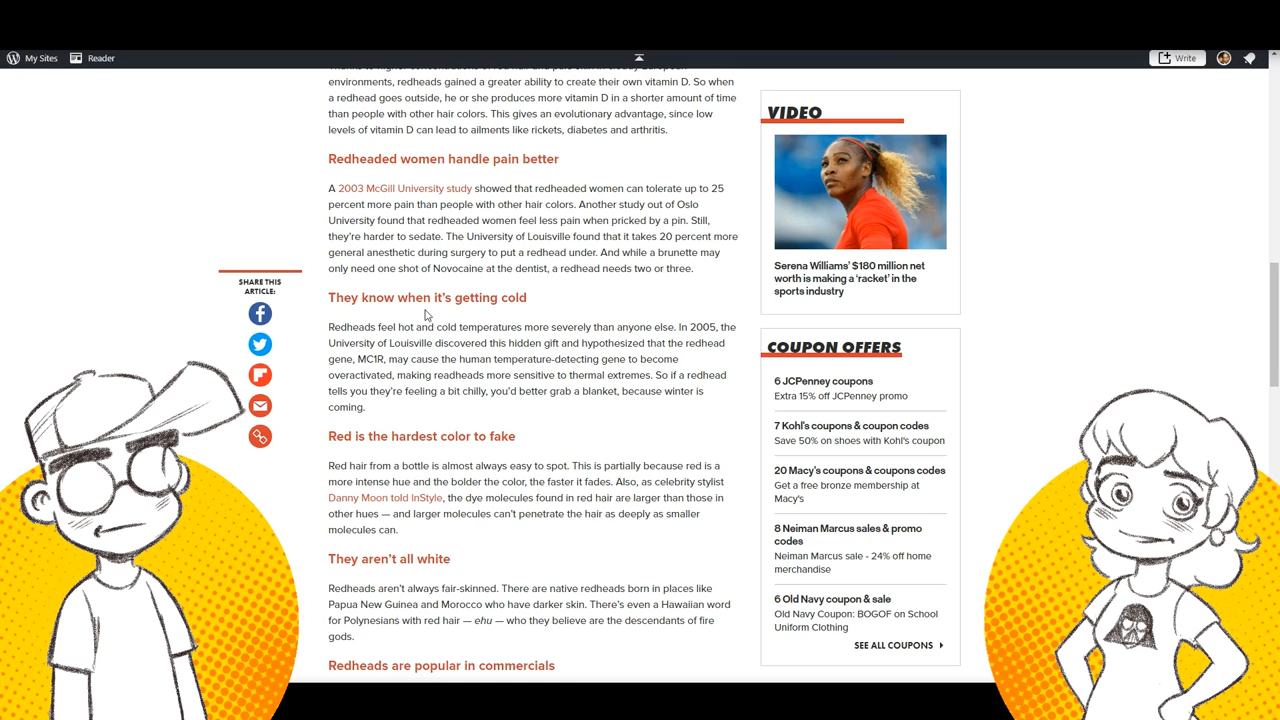 My Sites
Reader
Write
environments, redheads gained a greater ability to create their own vitamin D. So when
a redhead goes outside, he or she produces more vitamin D in a shorter amount of time
than people with other hair colors. This gives an evolutionary advantage, since low
levels of vitamin D can lead to ailments like rickets, diabetes and arthritis.
Redheaded women handle pain better
A 2003 McGill University study showed that redheaded women can tolerate up to 25
percent more pain than people with other hair colors. Another study out of Oslo
University found that redheaded women feel less pain when pricked by a pin. Still,
they're harder to sedate. The University of Louisville found that it takes 20 percent more
general anesthetic during surgery to put a redhead under. And while a brunette may
only need one shot of Novocaine at the dentist, a redhead needs two or three.
They know when it's getting cold
Redheads feel hot and cold temperatures more severely than anyone else. In 2005, the
University of Louisville discovered this hidden gift and hypothesized that the redhead
gene, MC1R, may cause the human temperature-detecting gene to become
overactivated, making readheads more sensitive to thermal extremes. So if a redhead
tells you they're feeling a bit chilly, you'd better grab a blanket, because winter is
coming.
Red is the hardest color to fake
Red hair from a bottle is almost always easy to spot. This is partially because red is a
more intense hue and the bolder the color, the faster it fades. Also, as celebrity stylist
Danny Moon told InStyle, the dye molecules found in red hair are larger than those in
other hues — and larger molecules can't penetrate the hair as deeply as smaller
molecules can.
They aren't all white
Redheads aren't always fair-skinned. There are native redheads born in places like
Papua New Guinea and Morocco who have darker skin. There's even a Hawaiian word
for Polynesians with red hair — ehu — who they believe are the descendants of fire
gods.
Redheads are popular in commercials
SHARE THIS
ARTICLE:
VIDEO
Serena Williams' $180 million net
worth is making a 'racket' in the
sports industry
COUPON OFFERS
6 JCPenney coupons
Extra 15% off JCPenney promo
7 Kohl's coupons & coupon codes
Save 50% on shoes with Kohl's coupon
20 Macy's coupons & coupons codes
Get a free bronze membership at
Macy's
8 Neiman Marcus sales & promo
codes
Neiman Marcus sale - 24% off home
merchandise
6 Old Navy coupon & sale
Old Navy Coupon: BOGOF on School
Uniform Clothing
SEE ALL COUPONS